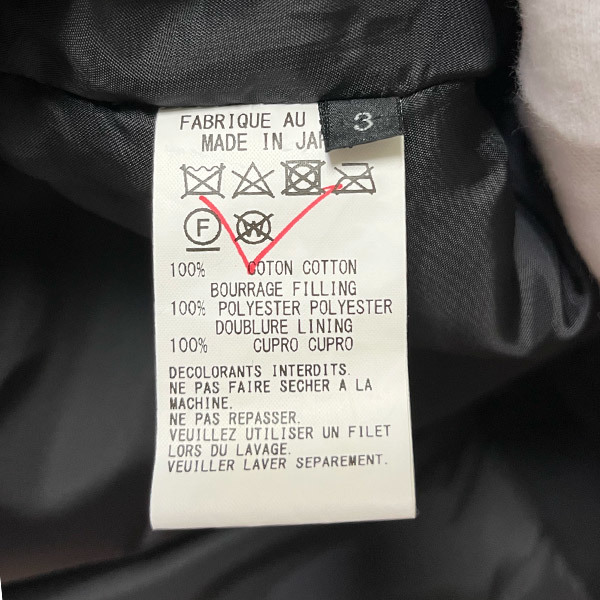 FABRIQUE AU
3
MADE IN
F
W
100% COTON COTTON
BOURRAGE FILLING
100% POLYESTER POLYESTER
DOUBLURE LINING
100% CUPRO CUPRO
DECOLORANTS INTERDITS.
NE PAS FAIRE SECHER A LA
MACHINE.
NE PAS REPASSER.
VEUILLEZ UTILISER UN FILET
LORS DU LAVAGE.
VEUILLER LAVER SEPAREMENT.